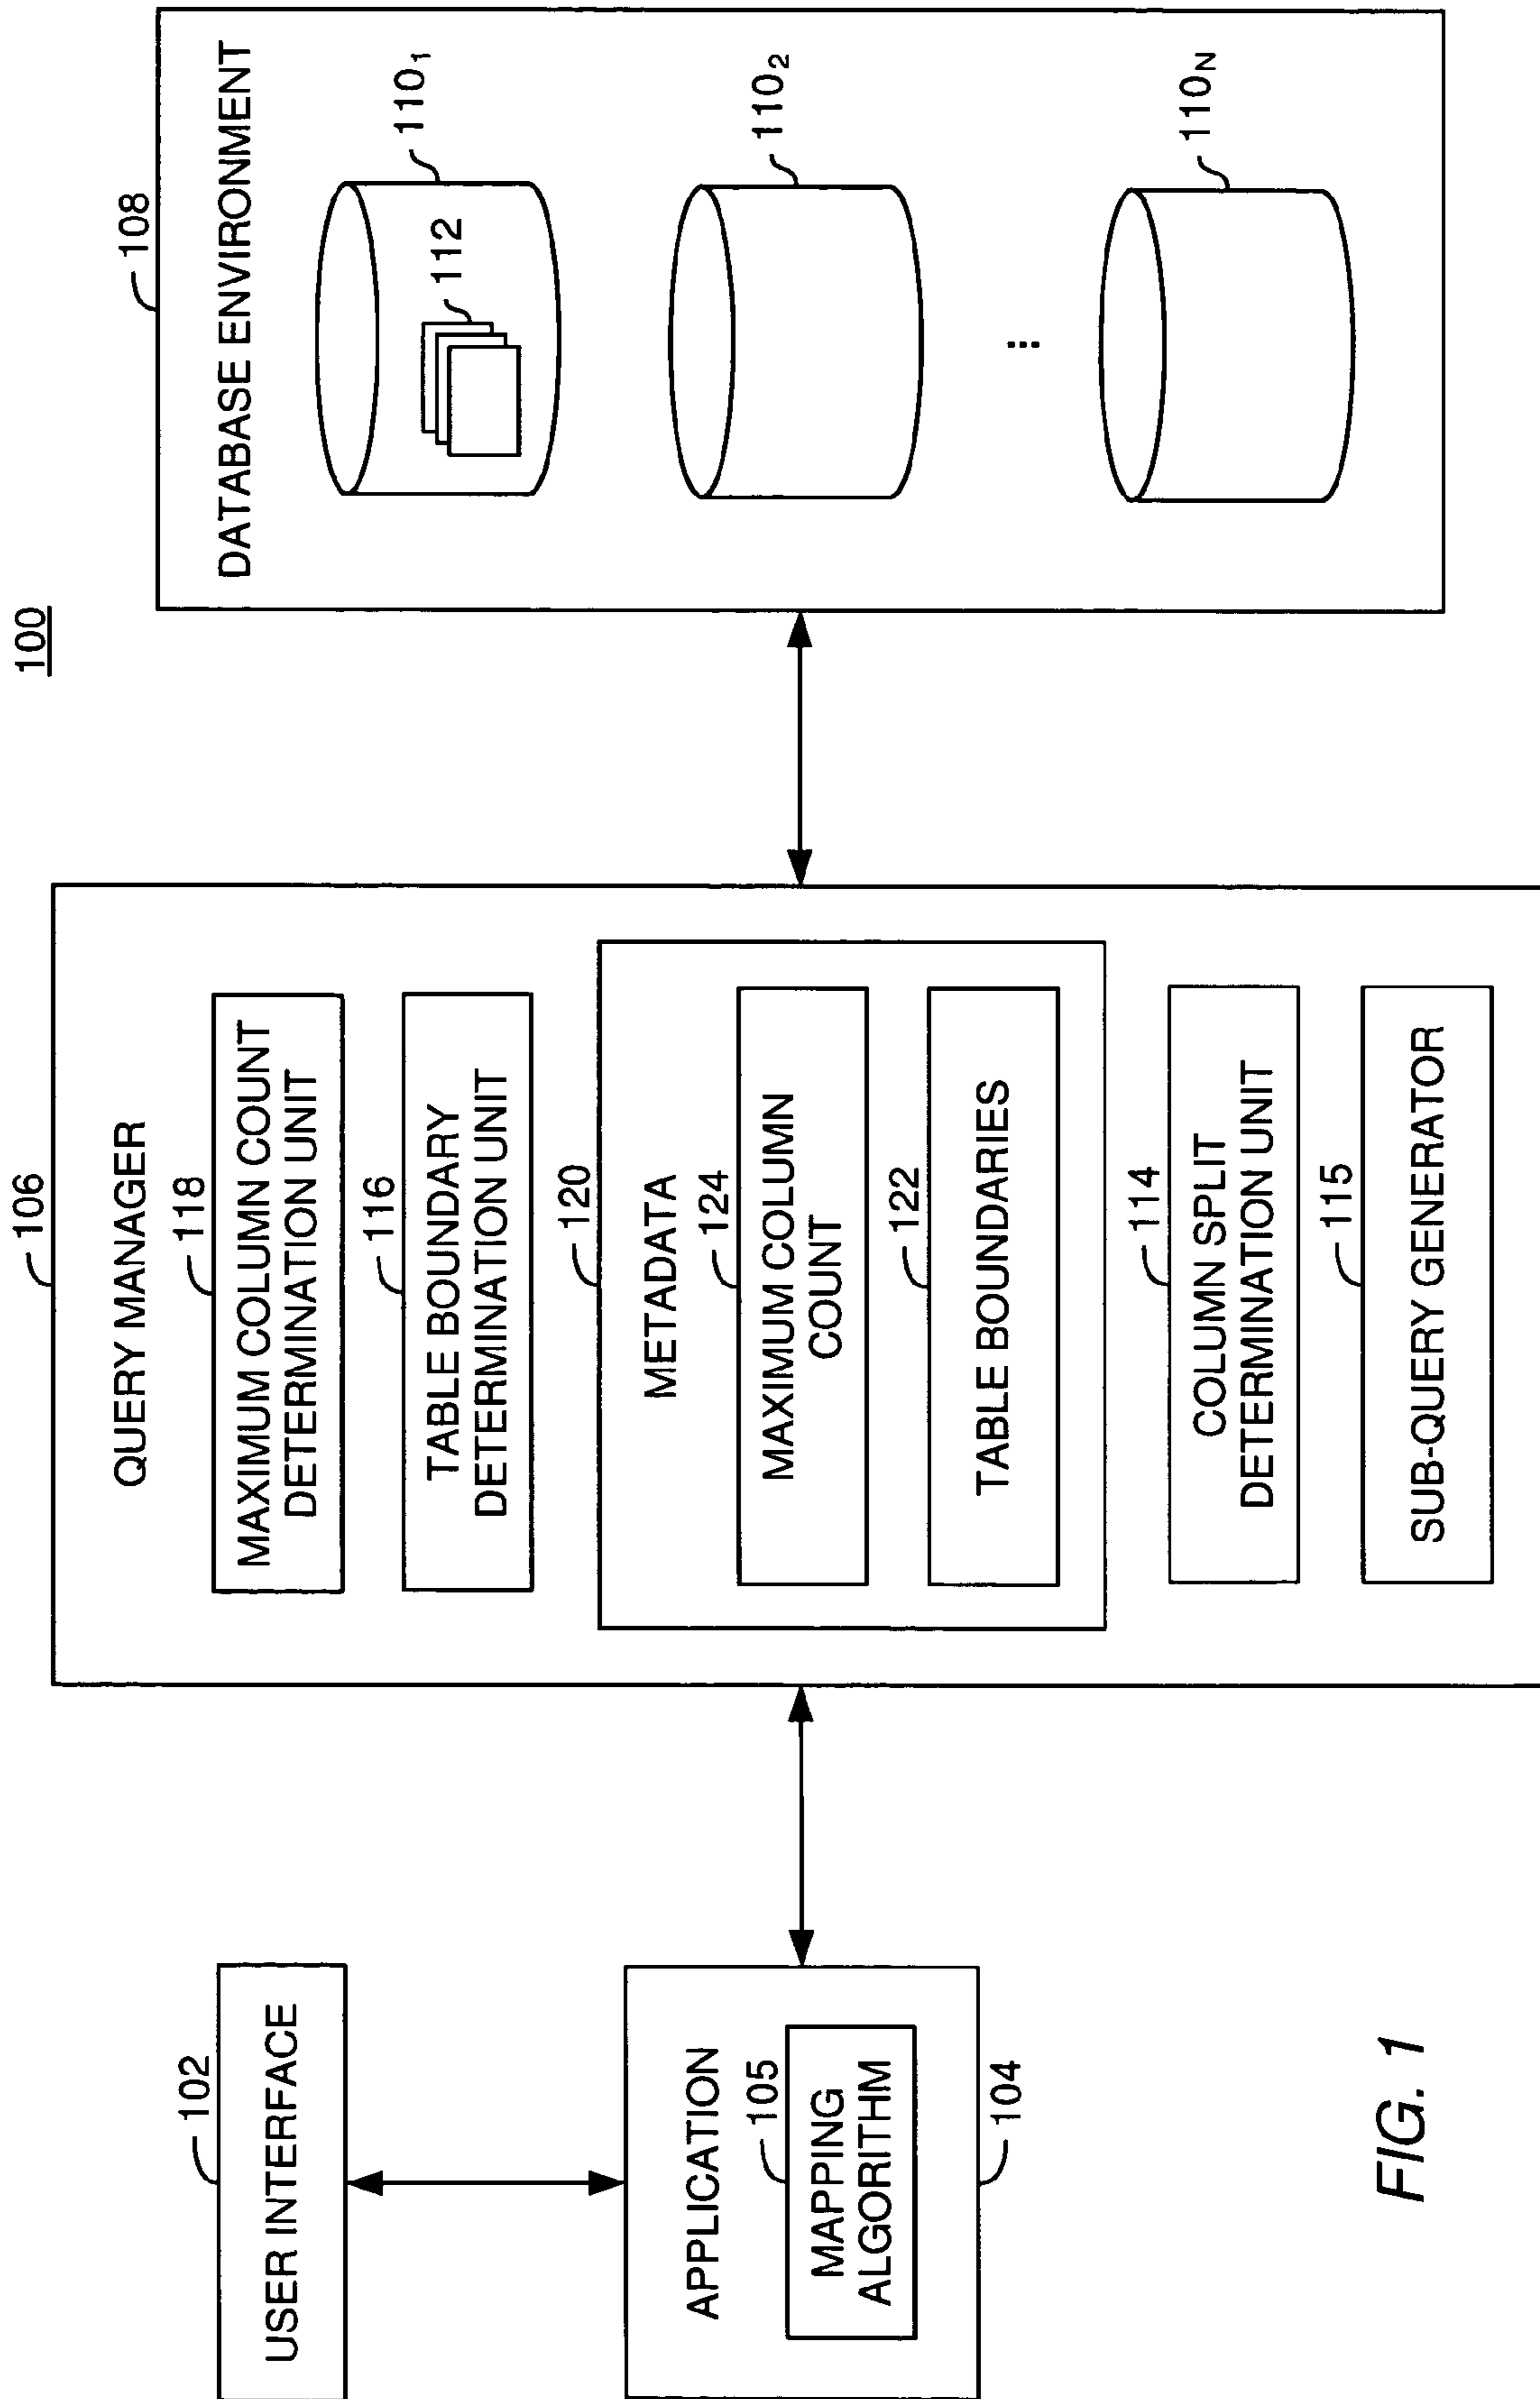 100
102
USER INTERFACE
APPLICATION
105
MAPPING
ALGORITHM
104
106
QUERY MANAGER
118
MAXIMUM COLUMN COUNT
DETERMINATION UNIT
116
TABLE BOUNDARY
DETERMINATION UNIT
120
METADATA
124
MAXIMUM COLUMN
COUNT
122
TABLE BOUNDARIES
114
COLUMN SPLIT
DETERMINATION UNIT
115
SUB-QUERY GENERATOR
108
DATABASE ENVIRONMENT
110₁
112
110₂
...
110N
FIG. 1